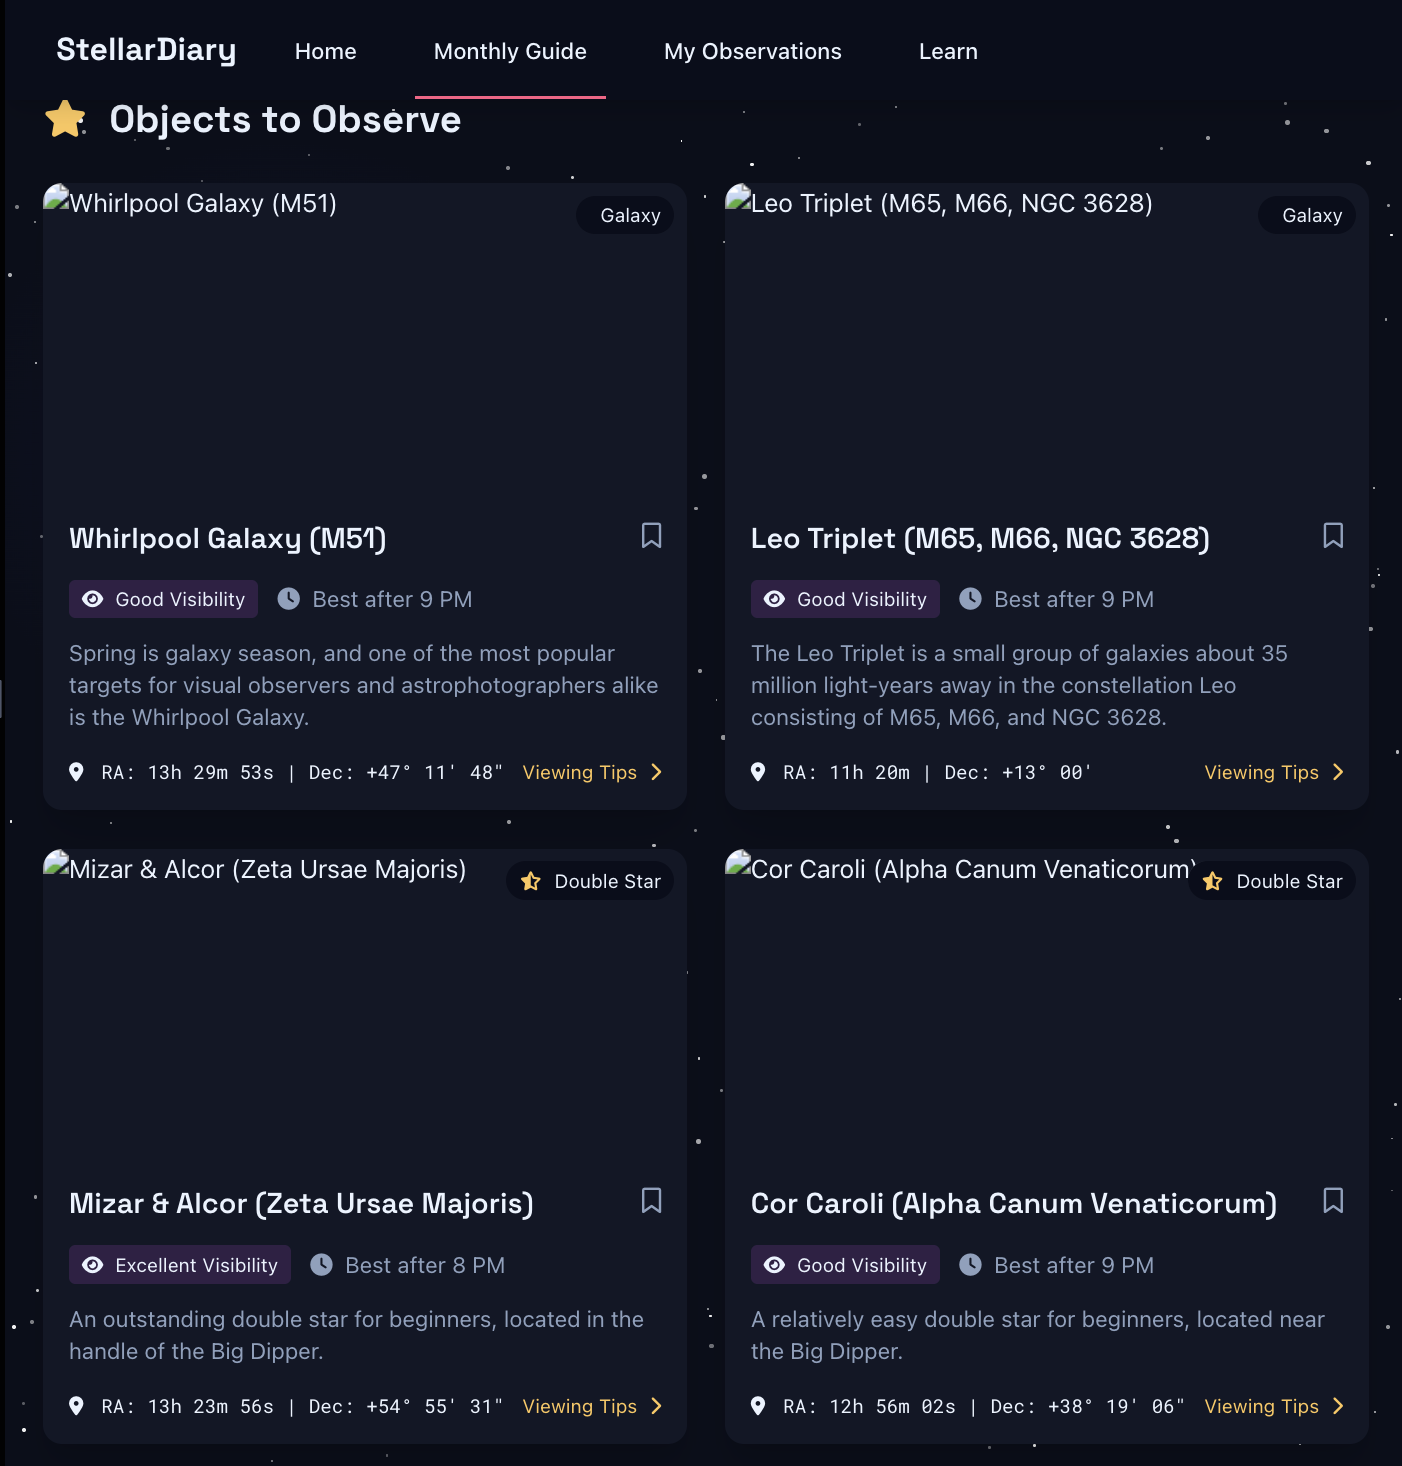 StellarDiary Home Monthly Guide My Observations Learn
Objects to Observe
Whirlpool Galaxy (M51)
Galaxy
Whirlpool Galaxy (M51)
Good Visibility
Best after 9 PM
Spring is galaxy season, and one of the most popular
targets for visual observers and astrophotographers alike
is the Whirlpool Galaxy.
RA: 13h 29m 53s | Dec: +47° 11' 48"
Viewing Tips
Leo Triplet (M65, M66, NGC 3628)
Galaxy
Leo Triplet (M65, M66, NGC 3628)
Good Visibility
Best after 9 PM
The Leo Triplet is a small group of galaxies about 35
million light-years away in the constellation Leo
consisting of M65, M66, and NGC 3628.
RA: 11h 20m | Dec: +13° 00'
Viewing Tips
Mizar & Alcor (Zeta Ursae Majoris)
Double Star
Mizar & Alcor (Zeta Ursae Majoris)
Excellent Visibility
Best after 8 PM
An outstanding double star for beginners, located in the
handle of the Big Dipper.
RA: 13h 23m 56s | Dec: +54° 55' 31"
Viewing Tips
Cor Caroli (Alpha Canum Venaticorum)
Double Star
Cor Caroli (Alpha Canum Venaticorum)
Good Visibility
Best after 9 PM
A relatively easy double star for beginners, located near
the Big Dipper.
RA: 12h 56m 02s | Dec: +38° 19' 06"
Viewing Tips